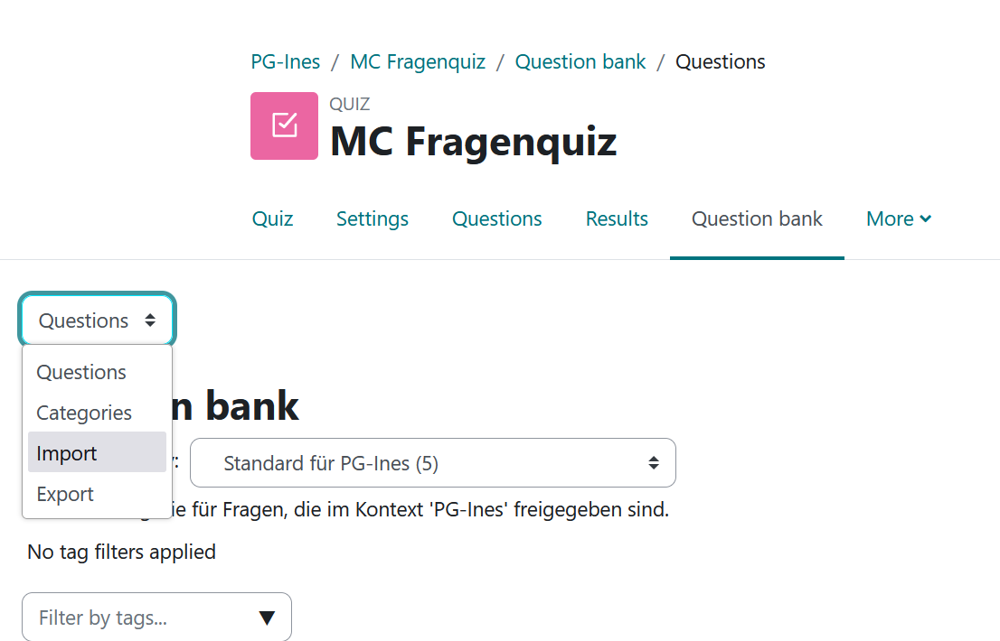 PG-Ines / MC Fragenquiz / Question bank / Questions
QUIZ
MC Fragenquiz
Quiz Settings Questions Results Question bank More
Questions
Questions
Categories
Import
Export
bank
Standard für PG-Ines (5)
für Fragen, die im Kontext 'PG-Ines' freigegeben sind.
No tag filters applied
Filter by tags...